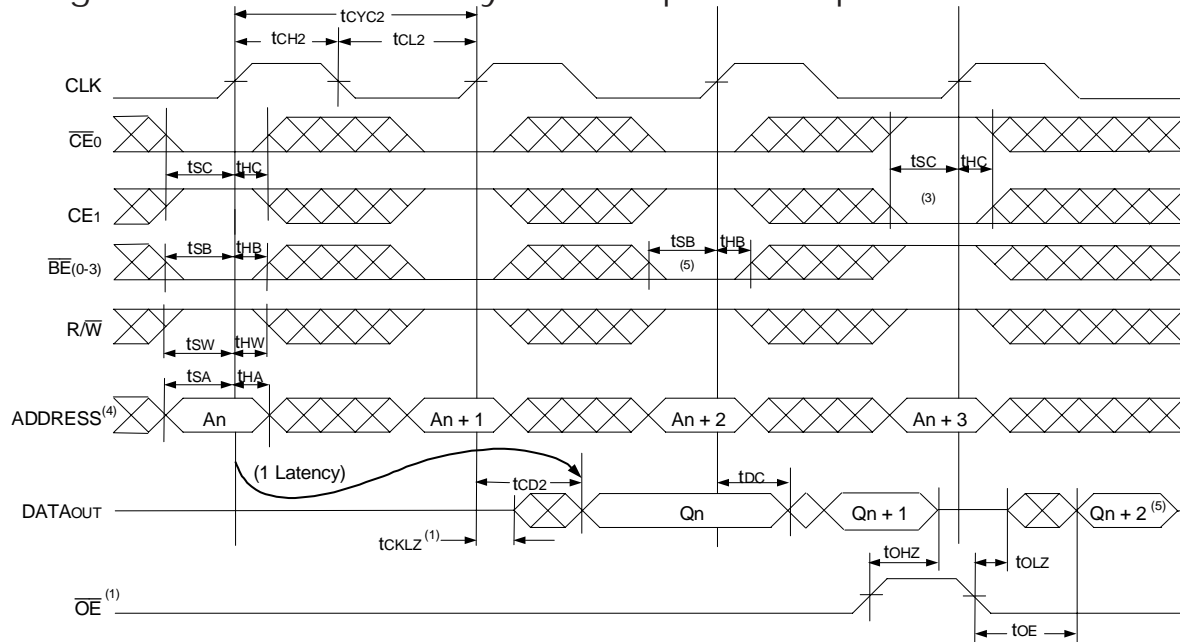 tCYC2
tCH2 tCL2
CLK
CE0
tSC tHC tSC tHC
(3)
CE1
tSB tHB tSB tHB
(5)
BE(0-3)
R/W
tSW tHW
tSA tHA
ADDRESS(4) An An + 1 An + 2 An + 3
(1 Latency)
tCD2 tDC
DATAOUT Qn Qn + 1 Qn + 2 (5)
tCKLZ(1)
tOHZ tOLZ
OE (1)
tOE